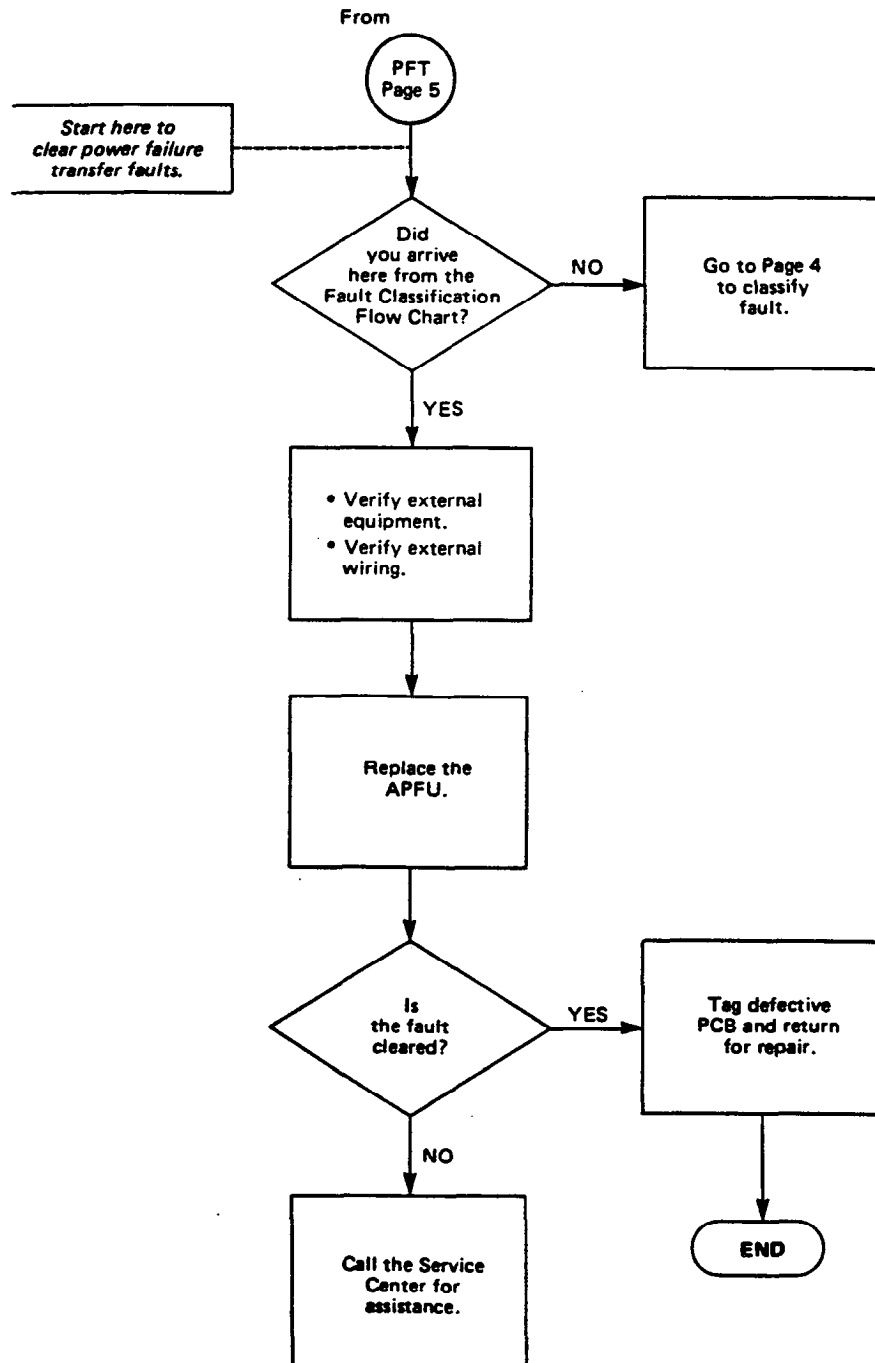 From
PFT
Page 5
Start here to
clear power failure
transfer faults.
Did
you arrive
here from the
Fault Classification
Flow Chart?
NO
Go to Page 4
to classify
fault.
YES
• Verify external
equipment.
• Verify external
wiring.
Replace the
APFU.
Is
the fault
cleared?
YES
Tag defective
PCB and return
for repair.
NO
END
Call the Service
Center for
assistance.